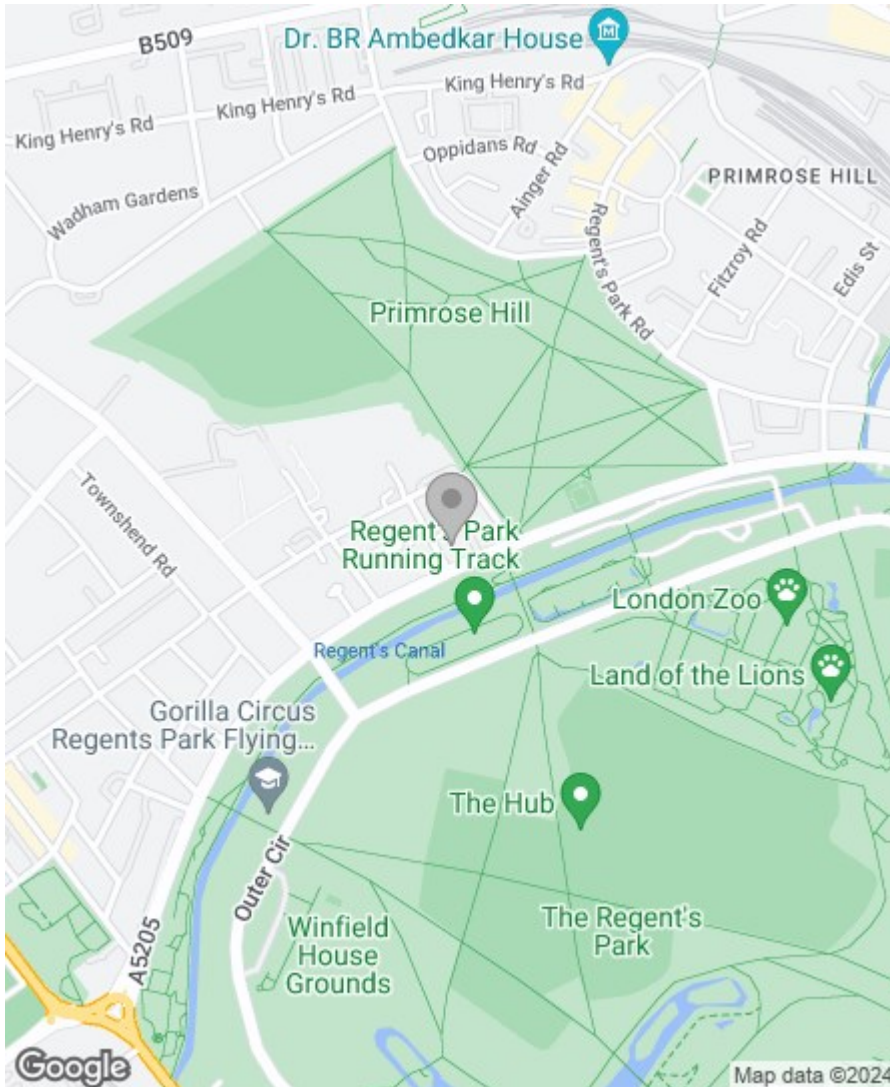 B509
Dr. BR Ambedkar House
King Henry's Rd
King Henry's Rd
King Henry's Rd
Oppidans Rd
Ainger Rd
PRIMROSE HILL
Wadham Gardens
Regent's Park Rd
Fitzroy Rd
Edis St
Primrose Hill
Townshend Rd
Regent's Park
Running Track
London Zoo
Regent's Canal
Land of the Lions
Gorilla Circus
Regents Park Flying...
The Hub
Outer Cir
The Regent's
Park
Winfield
House
Grounds
A5205
Google
Map data ©2024